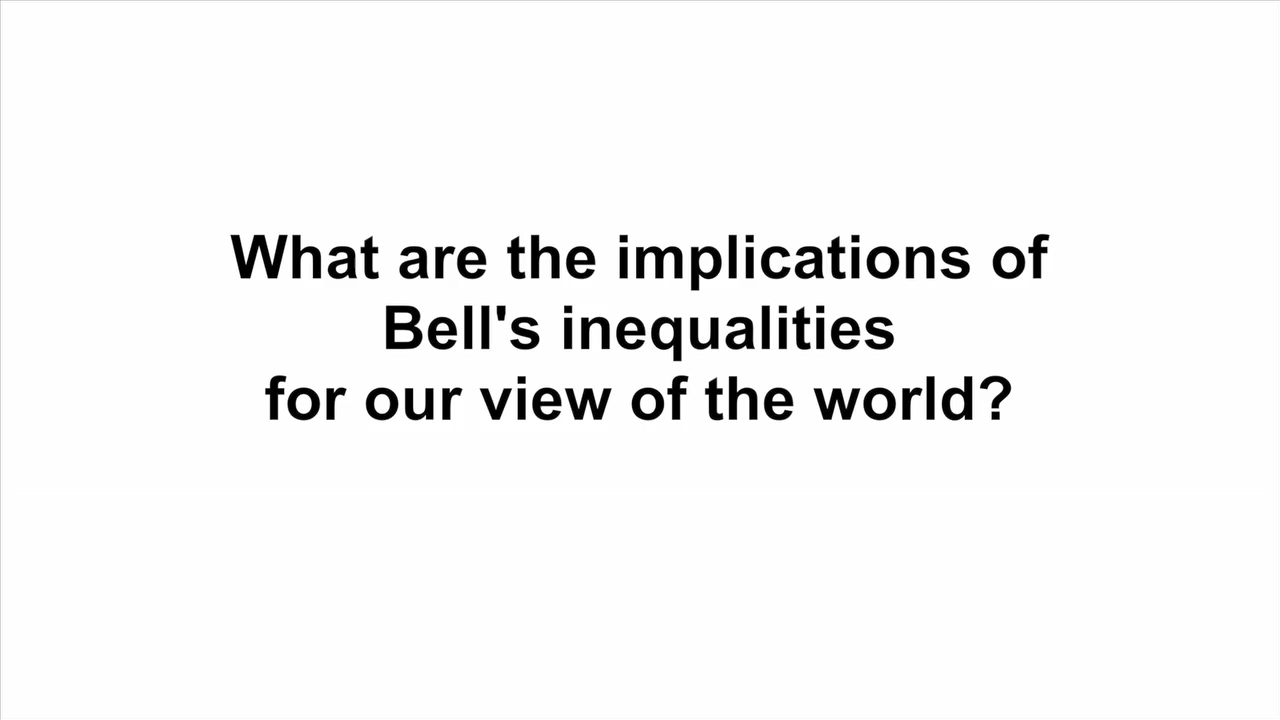 What are the implications of
Bell's inequalities
for our view of the world?